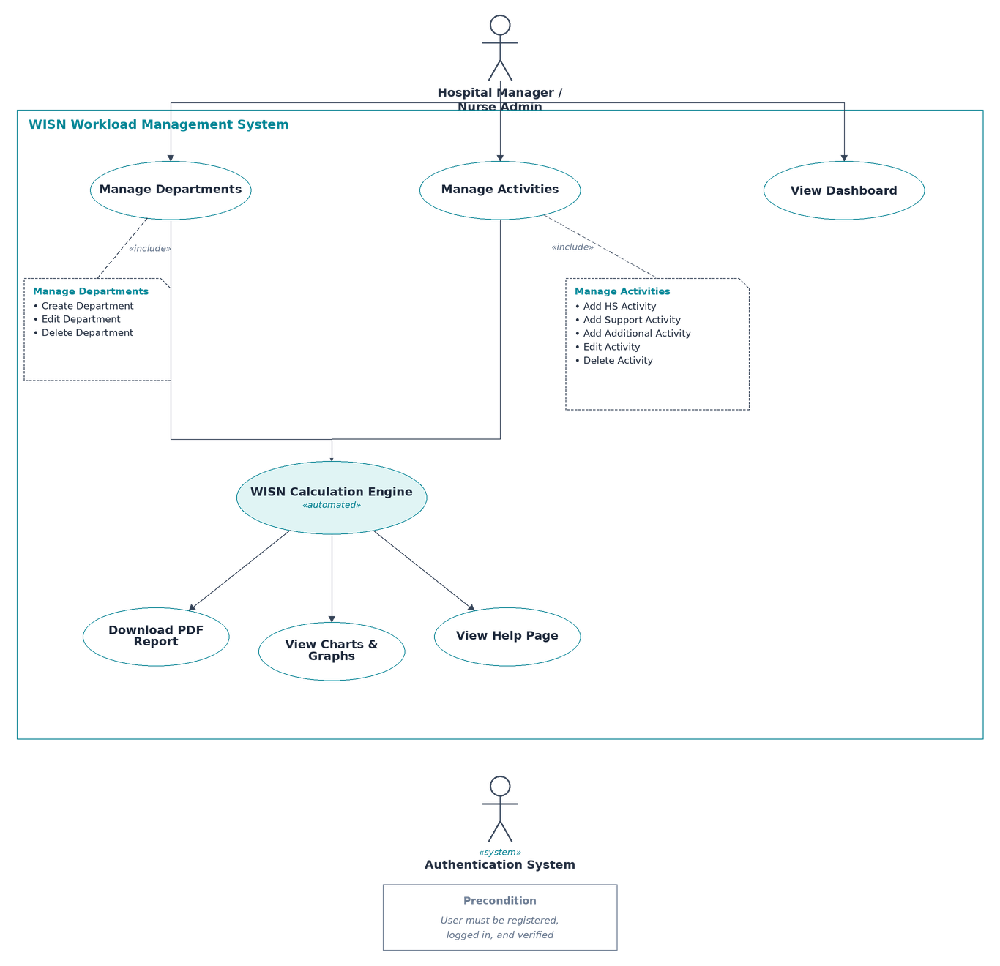 Hospital Manager /
Nurse Admin
WISN Workload Management System
Manage Departments
Manage Activities
View Dashboard
«include»
«include»
Manage Departments
• Create Department
• Edit Department
• Delete Department
Manage Activities
• Add HS Activity
• Add Support Activity
• Add Additional Activity
• Edit Activity
• Delete Activity
WISN Calculation Engine
«automated»
Download PDF
Report
View Charts &
Graphs
View Help Page
«system»
Authentication System
Precondition
User must be registered,
logged in, and verified